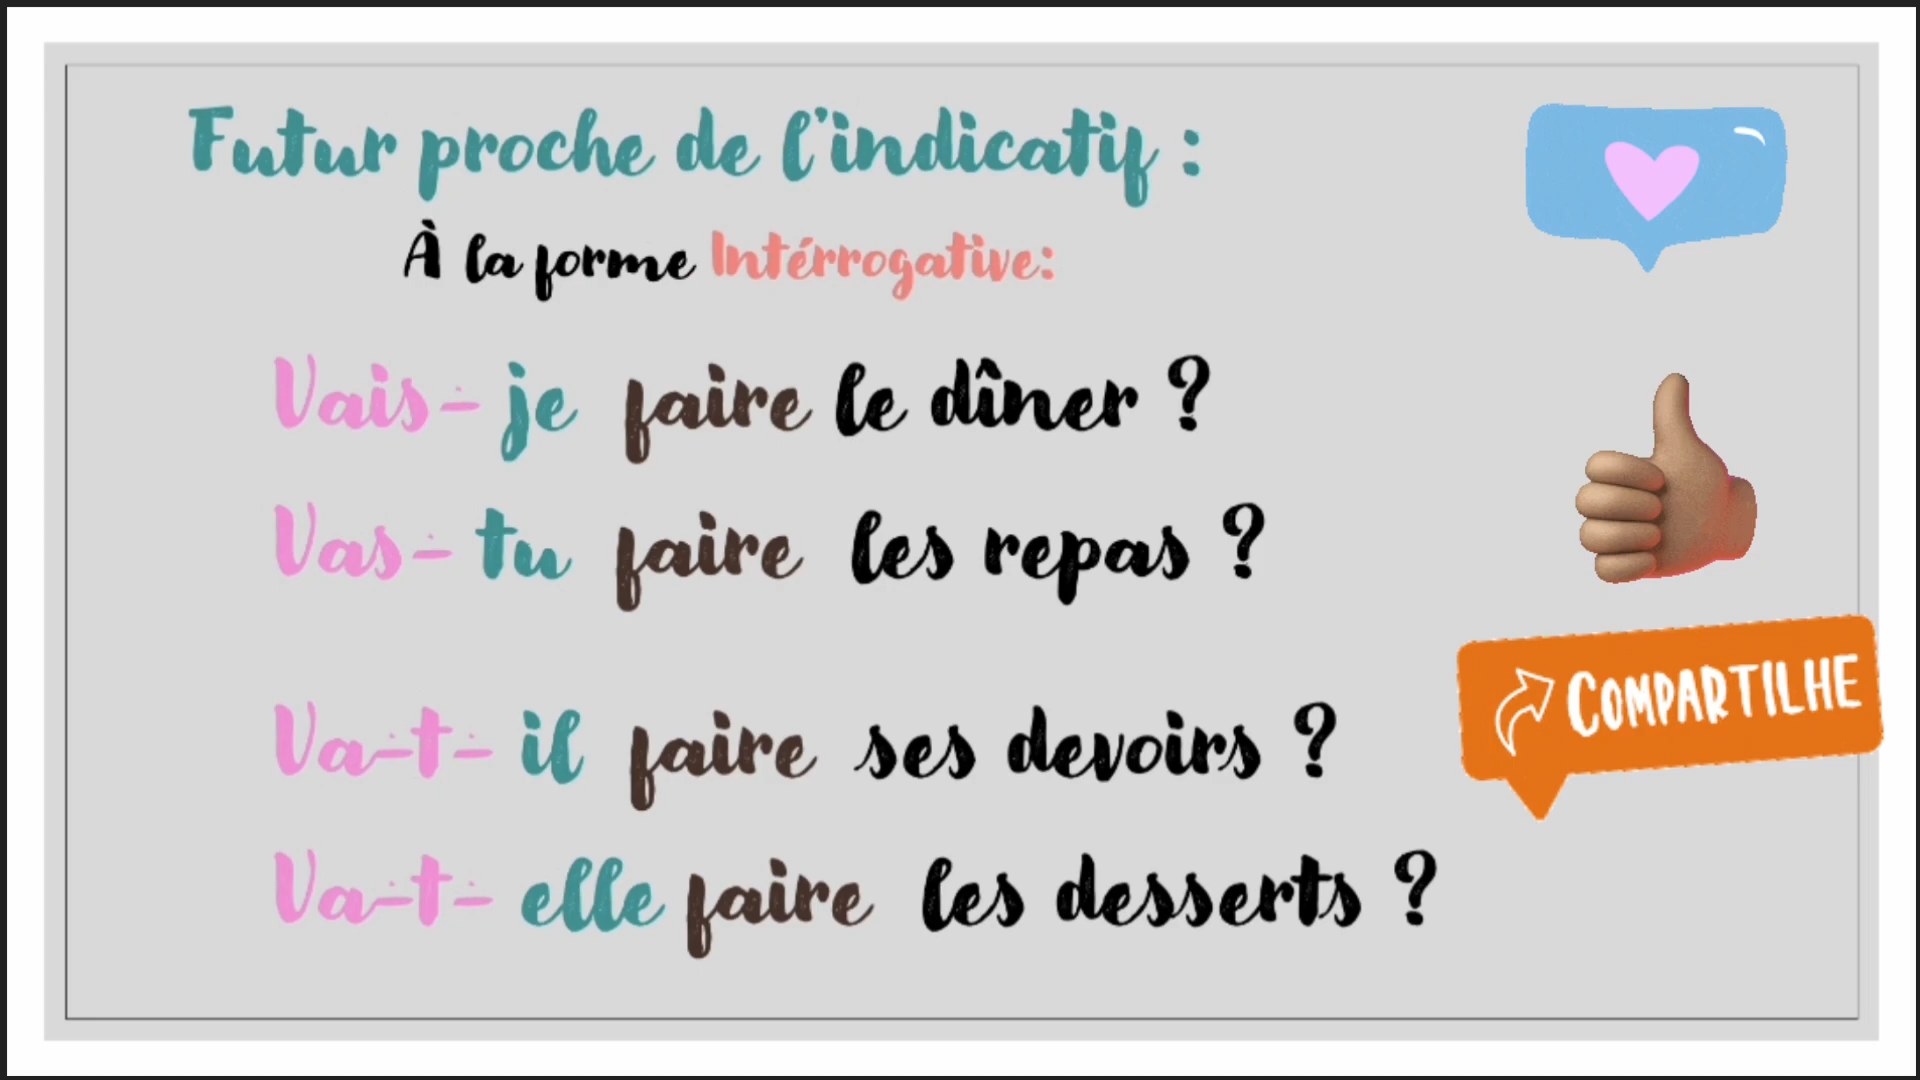 Futur proche de l'indicatif :
À la forme Intérrogative:
Vais- je faire le dîner ?
Vas- tu faire les repas ?
Va-t- il faire ses devoirs ?
Va-t- elle faire les desserts ?
COMPARTILHE